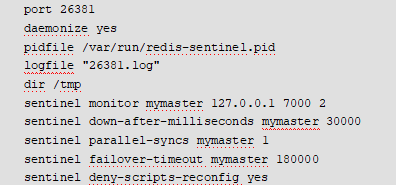 port 26381
daemonize yes
pidfile /var/run/redis-sentinel.pid
logfile "26381.log"
dir /tmp
sentinel monitor mymaster 127.0.0.1 7000 2
sentinel down-after-milliseconds mymaster 30000
sentinel parallel-syncs mymaster 1
sentinel failover-timeout mymaster 180000
sentinel deny-scripts-reconfig yes